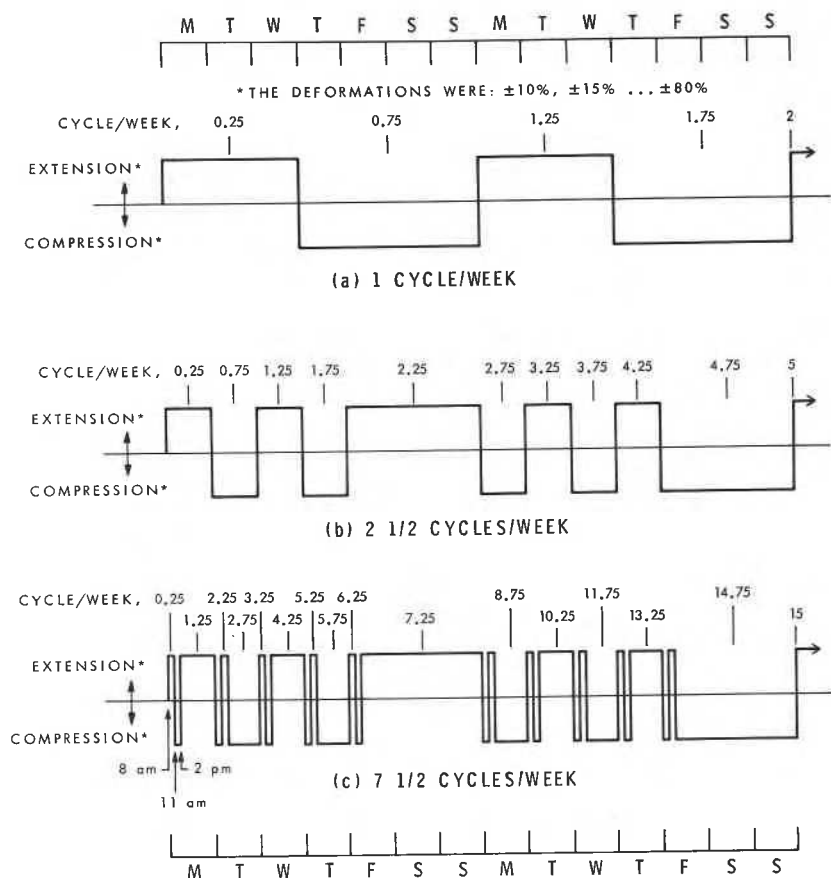 M T W T F S S M T W T F S S
*THE DEFORMATIONS WERE: ±10%, ±15% ... ±80%
CYCLE/WEEK, 0.25 0.75 1.25 1.75 2
EXTENSION*
COMPRESSION*
(a) 1 CYCLE/WEEK
CYCLE/WEEK, 0.25 0.75 1.25 1.75 2.25 2.75 3.25 3.75 4.25 4.75 5
EXTENSION*
COMPRESSION*
(b) 2 1/2 CYCLES/WEEK
CYCLE/WEEK, 0.25 2.25 3.25 5.25 6.25 8.75 11.75 14.75
1.25 2.75 4.25 5.75 7.25 10.25 13.25 15
EXTENSION*
COMPRESSION*
8 am 2 pm
11 am
(c) 7 1/2 CYCLES/WEEK
M T W T F S S M T W T F S S